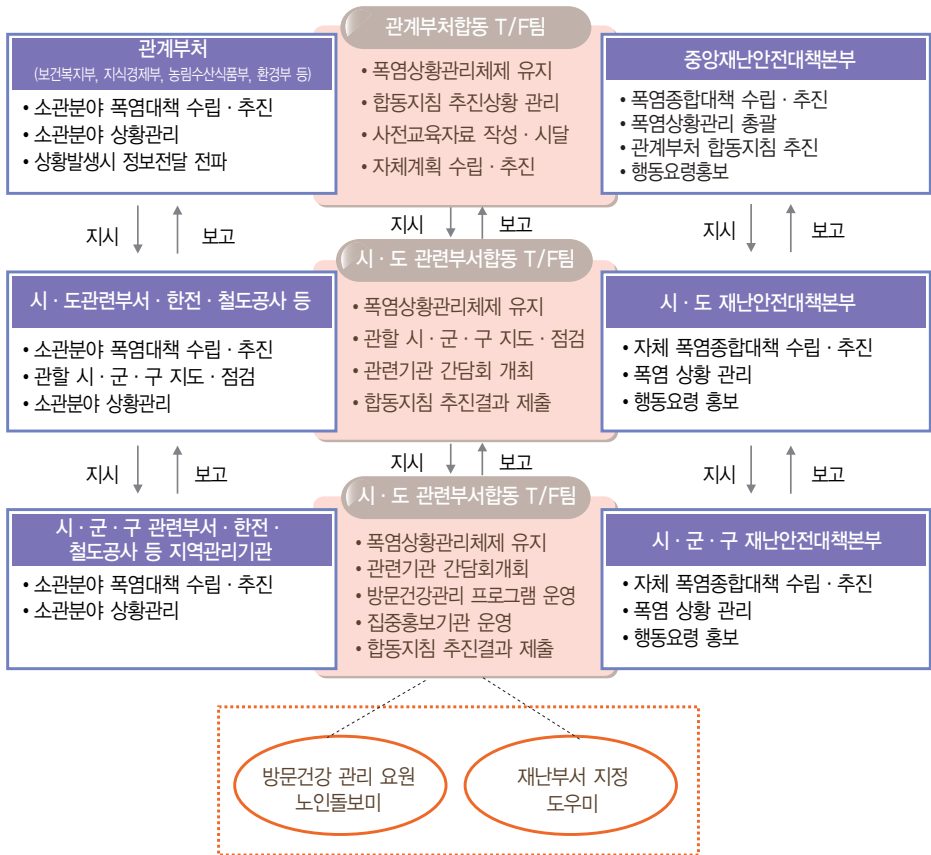 관계부처
(보건복지부, 지식경제부, 농림수산식품부, 환경부 등)
• 소관분야 폭염대책 수립 · 추진
• 소관분야 상황관리
• 상황발생시 정보전달 전파
관계부처합동 T/F팀
• 폭염상황관리체제 유지
• 합동지침 추진상황 관리
• 사전교육자료 작성 · 시달
• 자체계획 수립 · 추진
중앙재난안전대책본부
• 폭염종합대책 수립 · 추진
• 폭염상황관리 총괄
• 관계부처 합동지침 추진
• 행동요령홍보
지시 보고
지시 보고
지시 보고
시 · 도관련부서 · 한전 · 철도공사 등
• 소관분야 폭염대책 수립 · 추진
• 관할 시 · 군 · 구 지도 · 점검
• 소관분야 상황관리
시 · 도 관련부서합동 T/F팀
• 폭염상황관리체제 유지
• 관할 시 · 군 · 구 지도 · 점검
• 관련기관 간담회 개최
• 합동지침 추진결과 제출
시 · 도 재난안전대책본부
• 자체 폭염종합대책 수립 · 추진
• 폭염 상황 관리
• 행동요령 홍보
지시 보고
지시 보고
지시 보고
시 · 군 · 구 관련부서 · 한전 ·
철도공사 등 지역관리기관
• 소관분야 폭염대책 수립 · 추진
• 소관분야 상황관리
시 · 도 관련부서합동 T/F팀
• 폭염상황관리체제 유지
• 관련기관 간담회개회
• 방문건강관리 프로그램 운영
• 집중홍보기관 운영
• 합동지침 추진결과 제출
시 · 군 · 구 재난안전대책본부
• 자체 폭염종합대책 수립 · 추진
• 폭염 상황 관리
• 행동요령 홍보
방문건강 관리 요원
노인돌보미
재난부서 지정
도우미